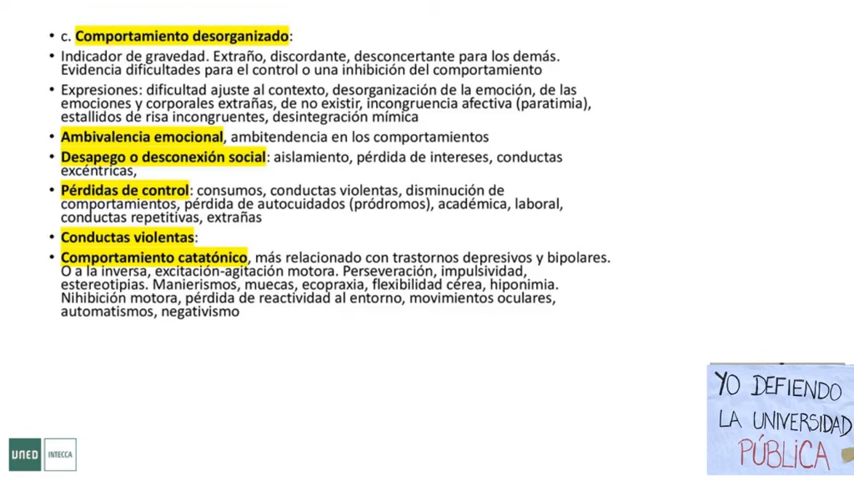 • c. Comportamiento desorganizado:
• Indicador de gravedad. Extraño, discordante, desconcertante para los demás.
Evidencia dificultades para el control o una inhibición del comportamiento
• Expresiones: dificultad ajuste al contexto, desorganización de la emoción, de las
emociones y corporales extrañas, de no existir, incongruencia afectiva (paratimia),
estallidos de risa incongruentes, desintegración mímica
• Ambivalencia emocional, ambitendencia en los comportamientos
• Desapego o desconexión social: aislamiento, pérdida de intereses, conductas
excéntricas,
• Pérdidas de control: consumos, conductas violentas, disminución de
comportamientos, pérdida de autocuidados (pródromos), académica, laboral,
conductas repetitivas, extrañas
• Conductas violentas:
• Comportamiento catatónico, más relacionado con trastornos depresivos y bipolares.
O a la inversa, excitación-agitación motora. Perseveración, impulsividad,
estereotipias. Manierismos, muecas, ecopraxia, flexibilidad cérea, hiponimia.
Nihibición motora, pérdida de reactividad al entorno, movimientos oculares,
automatismos, negativismo
YO DEFIENDO
LA UNIVERSIDAD
PÚBLICA
UNED INTECCA